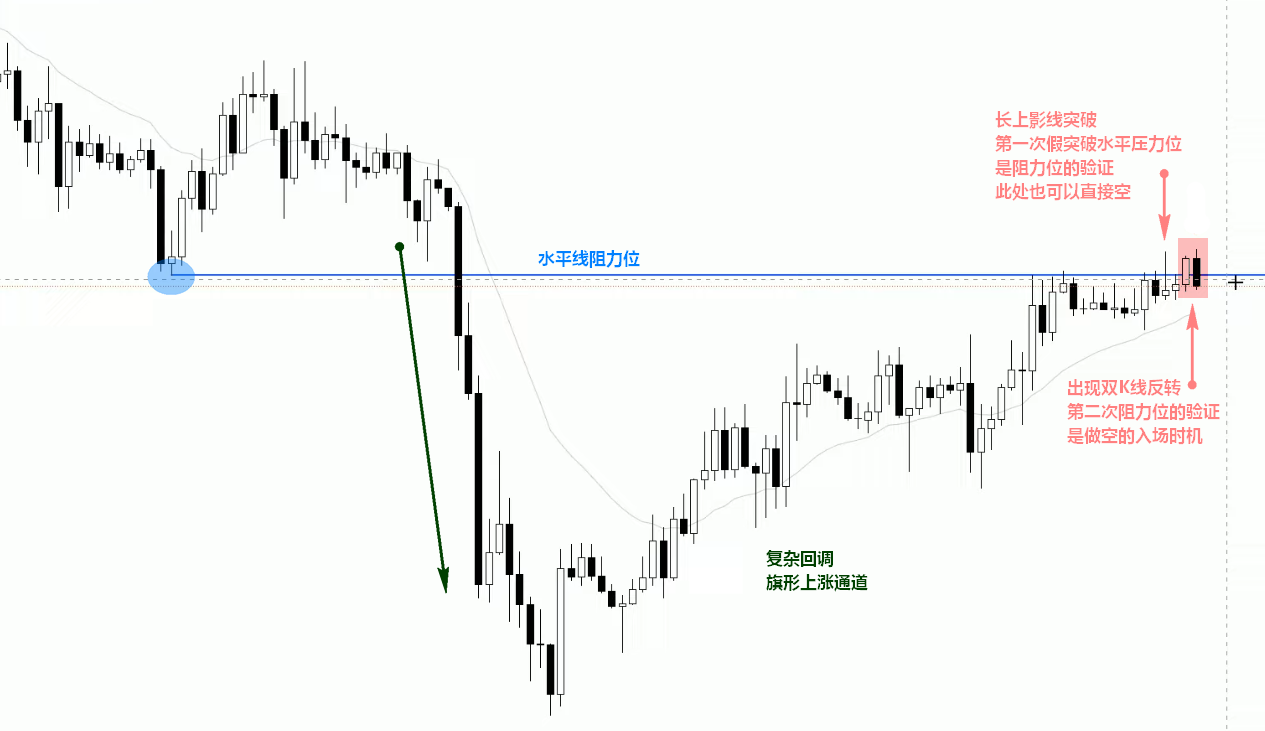 长上影线突破
第一次假突破水平压力位
是阻力位的验证
此处也可以直接空
水平线阻力位
出现双K线反转
第二次阻力位的验证
是做空的入场时机
复杂回调
旗形上涨通道